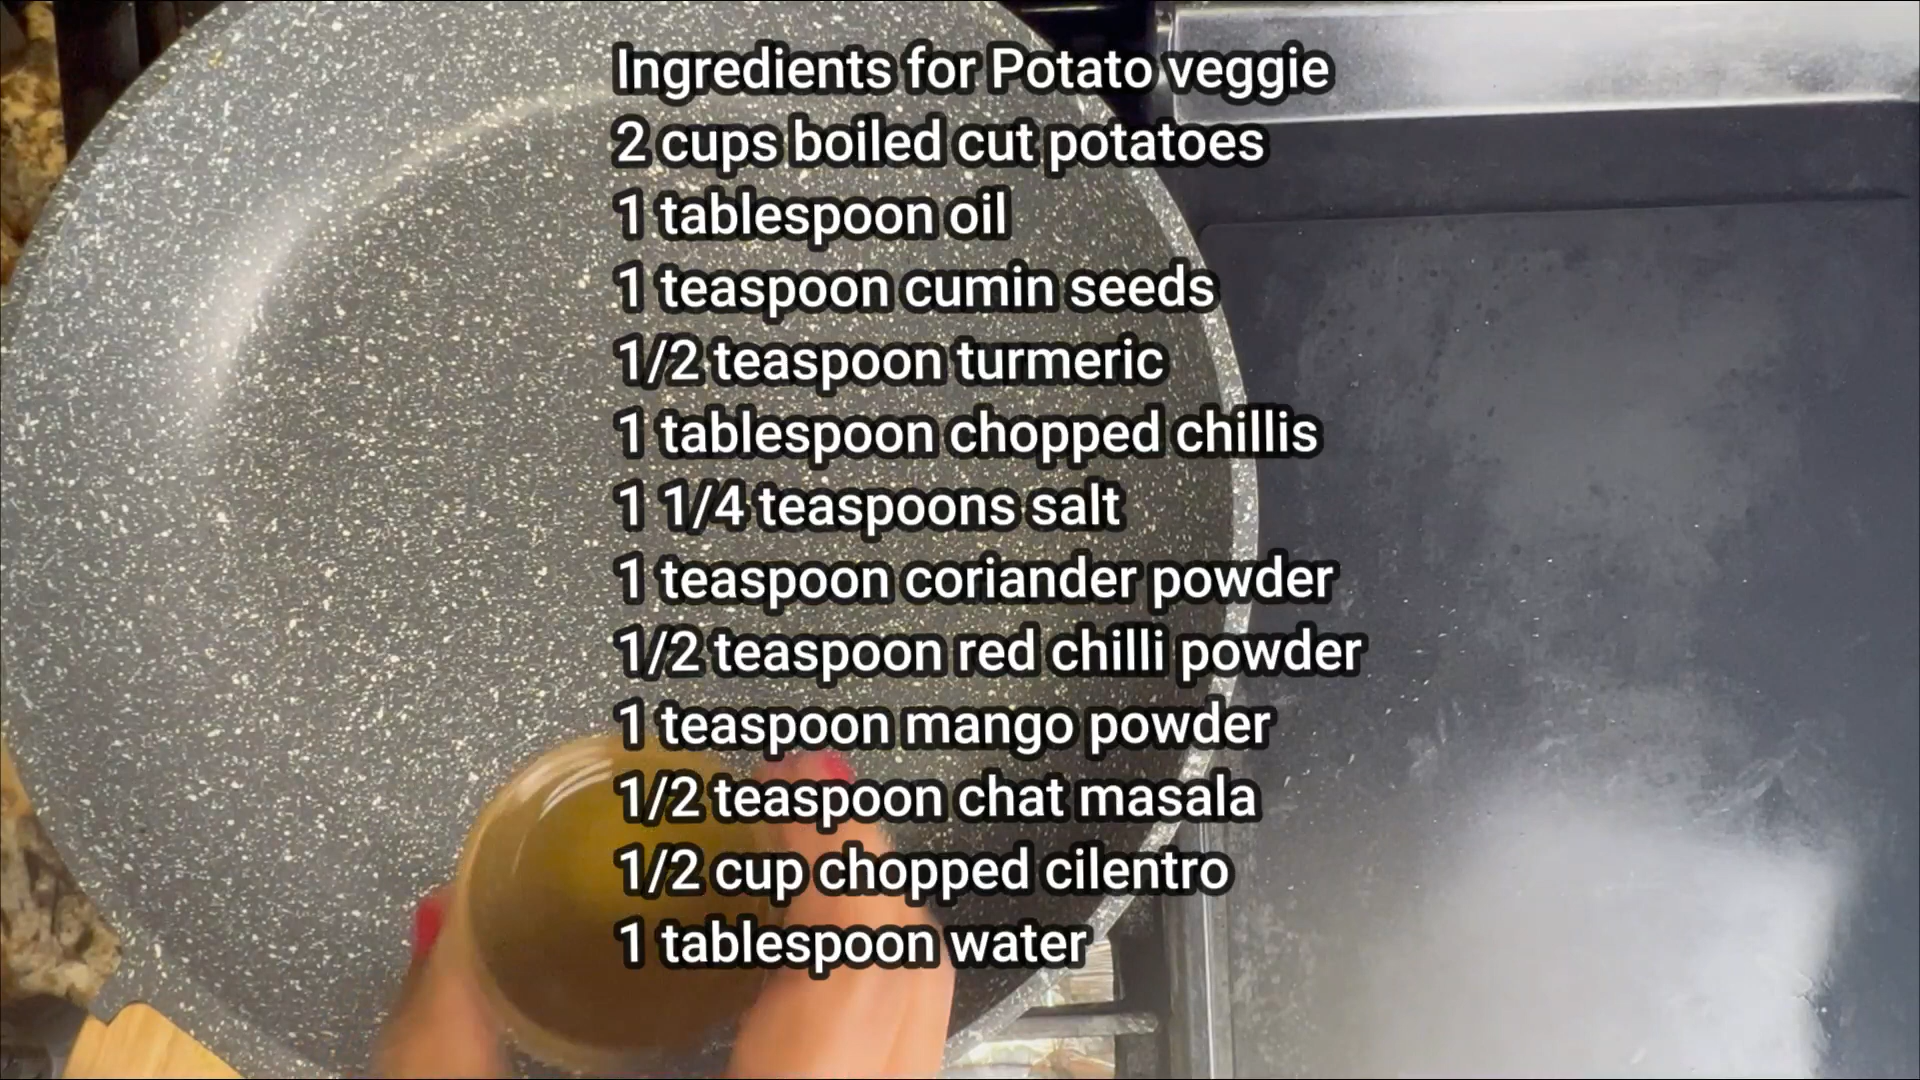 Ingredients for Potato veggie
2 cups boiled cut potatoes
1 tablespoon oil
1 teaspoon cumin seeds
1/2 teaspoon turmeric
1 tablespoon chopped chillis
1 1/4 teaspoons salt
1 teaspoon coriander powder
1/2 teaspoon red chilli powder
1 teaspoon mango powder
1/2 teaspoon chat masala
1/2 cup chopped cilentro
1 tablespoon water